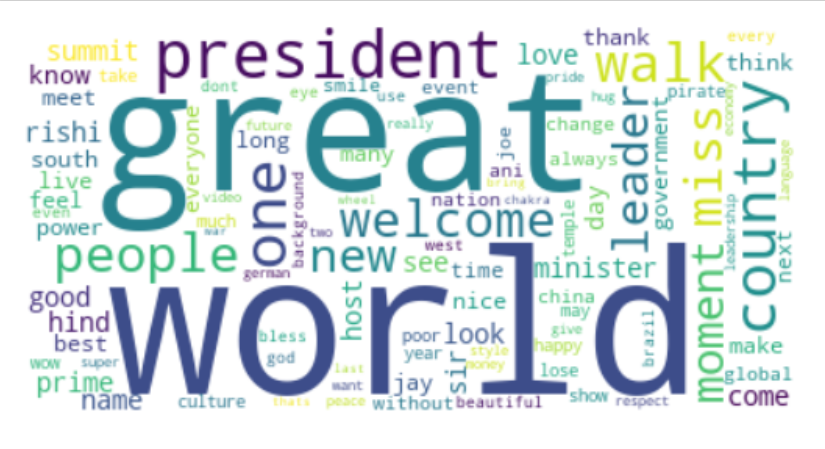 summit president love thank every
know take walk think
meet dont eye smile use event pride pirate
great hug
rishi everyone future long really joe change leader government miss economy country
south many always
live ani bring language
feel video one background nation chakra day
even much wheel temple
power war two welcome leadership next
people german new west see time minister moment
good world host nice china
hind may
best bless poor look give brazil make
wow super god year style happy
prime last money lose global
want jay sir show come
name culture thats peace without beautiful respect